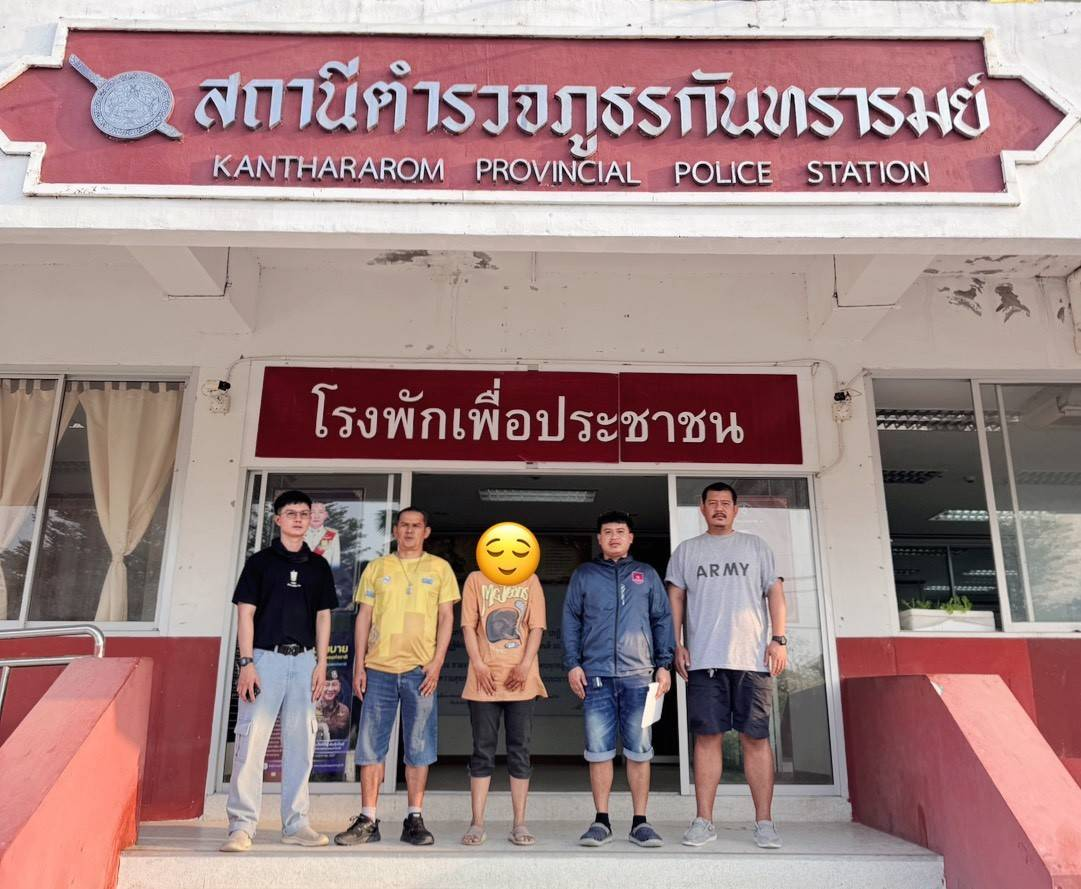 สถานีตำรวจภูธรกันทรารมย์
KANTHARAROM PROVINCIAL POLICE STATION
โรงพักเพื่อประชาชน
McJeans
ARMY